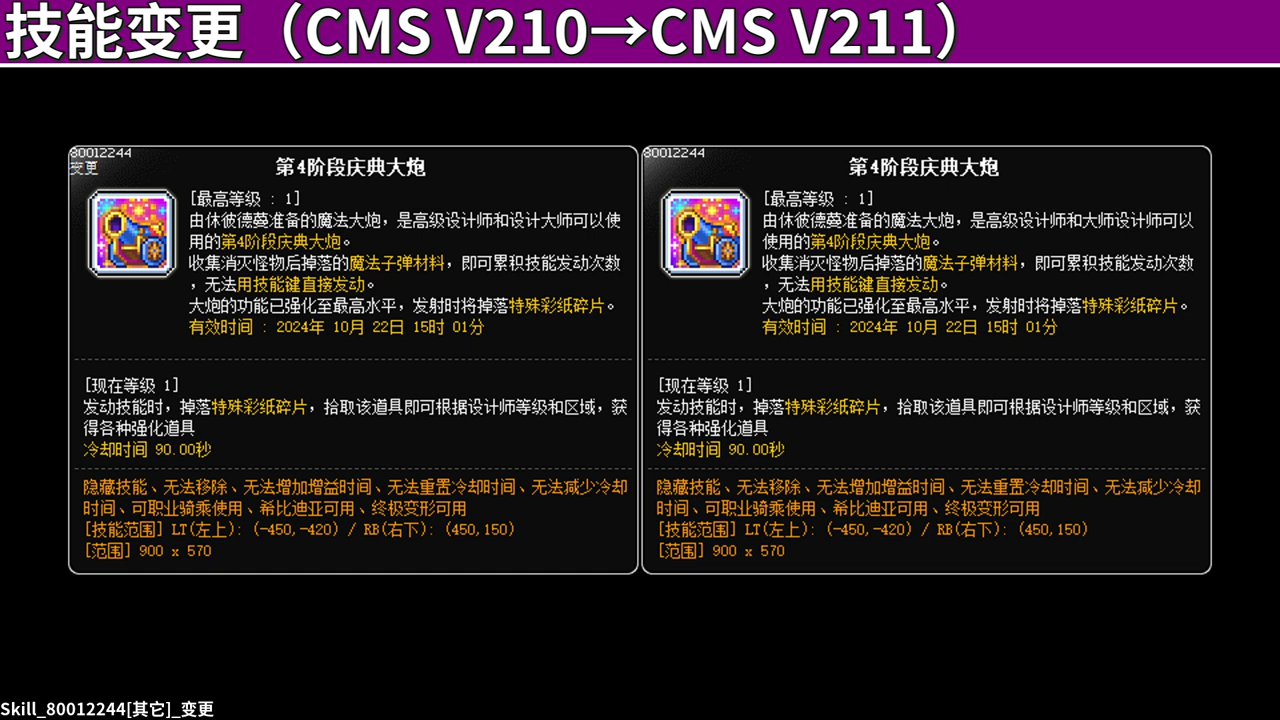 技能变更（CMS V210→CMS V211）
80012244
变更
第4阶段庆典大炮
[最高等级 : 1]
由休彼德蔓准备的魔法大炮，是高级设计师和设计大师可以使
用的第4阶段庆典大炮。
收集消灭怪物后掉落的魔法子弹材料，即可累积技能发动次数
，无法用技能键直接发动。
大炮的功能已强化至最高水平，发射时将掉落特殊彩纸碎片。
有效时间 : 2024年 10月 22日 15时 01分
[现在等级 1]
发动技能时，掉落特殊彩纸碎片，拾取该道具即可根据设计师等级和区域，获
得各种强化道具
冷却时间 90.00秒
隐藏技能、无法移除、无法增加增益时间、无法重置冷却时间、无法减少冷却
时间、可职业骑乘使用、希比迪亚可用、终极变形可用
[技能范围] LT(左上): (-450,-420) / RB(右下): (450,150)
[范围] 900 x 570
80012244
第4阶段庆典大炮
[最高等级 : 1]
由休彼德蔓准备的魔法大炮，是高级设计师和大师设计师可以
使用的第4阶段庆典大炮。
收集消灭怪物后掉落的魔法子弹材料，即可累积技能发动次数
，无法用技能键直接发动。
大炮的功能已强化至最高水平，发射时将掉落特殊彩纸碎片。
有效时间 : 2024年 10月 22日 15时 01分
[现在等级 1]
发动技能时，掉落特殊彩纸碎片，拾取该道具即可根据设计师等级和区域，获
得各种强化道具
冷却时间 90.00秒
隐藏技能、无法移除、无法增加增益时间、无法重置冷却时间、无法减少冷却
时间、可职业骑乘使用、希比迪亚可用、终极变形可用
[技能范围] LT(左上): (-450,-420) / RB(右下): (450,150)
[范围] 900 x 570
Skill_80012244[其它]_变更